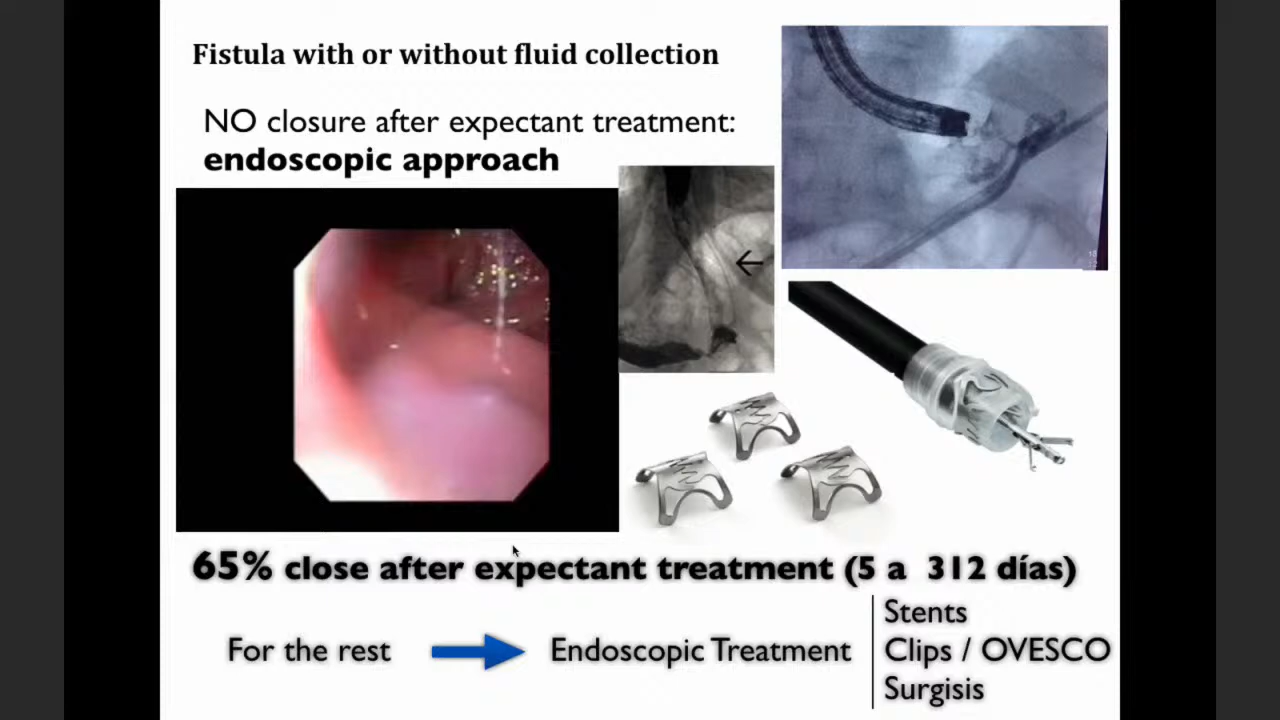 Fistula with or without fluid collection
NO closure after expectant treatment:
endoscopic approach
65% close after expectant treatment (5 a 312 días)
For the rest
Endoscopic Treatment
Stents
Clips / OVESCO
Surgisis